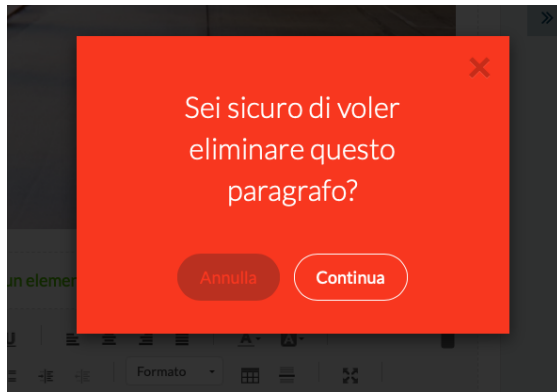 Sei sicuro di voler
eliminare questo
paragrafo?
Annulla
Continua
un elemen
Formato